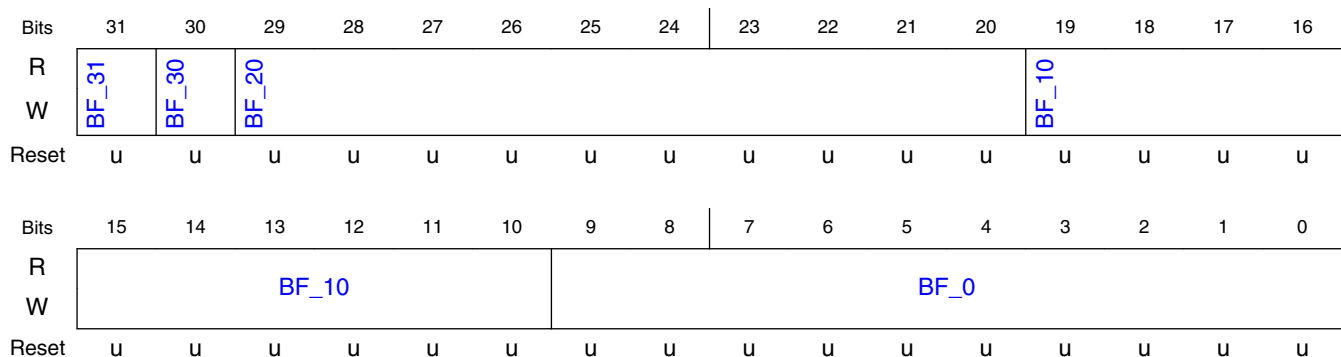 Bits 31 30 29 28 27 26 25 24 23 22 21 20 19 18 17 16
R
W
BF_31 BF_30 BF_20 BF_10
Reset u u u u u u u u u u u u u u u u
Bits 15 14 13 12 11 10 9 8 7 6 5 4 3 2 1 0
R
W
BF_10 BF_0
Reset u u u u u u u u u u u u u u u u